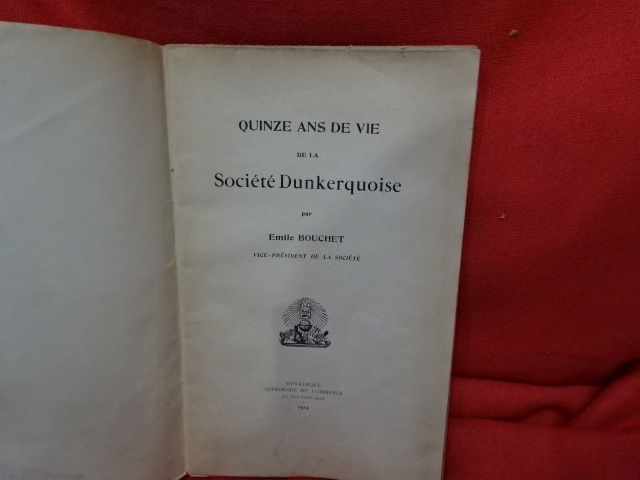 QUINZE ANS DE VIE
DE LA
Société Dunkerquoise
par
Emile BOUCHET
VICE-PRÉSIDENT DE LA SOCIÉTÉ
DUNKERQUE
IMPRIMERIE DU COMMERCE
1914